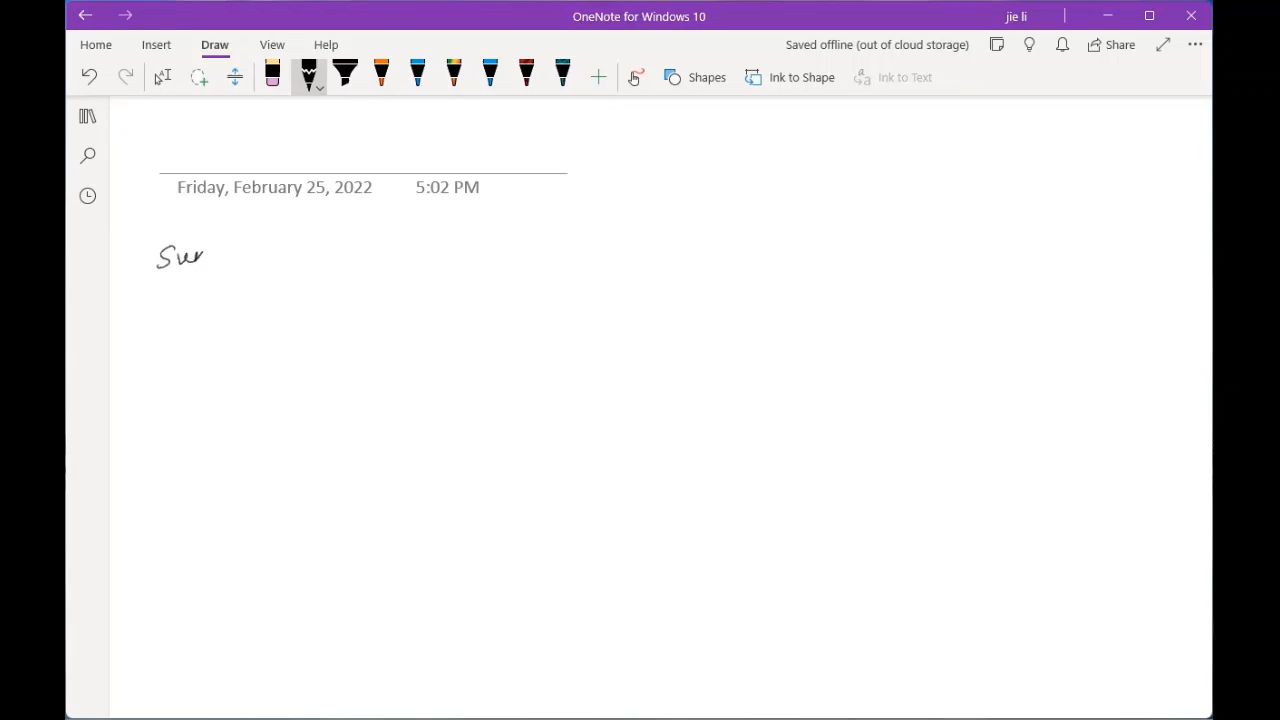 OneNote for Windows 10
jie li
Home Insert Draw View Help
Saved offline (out of cloud storage) Share
Shapes Ink to Shape Ink to Text
Friday, February 25, 2022 5:02 PM
Sur